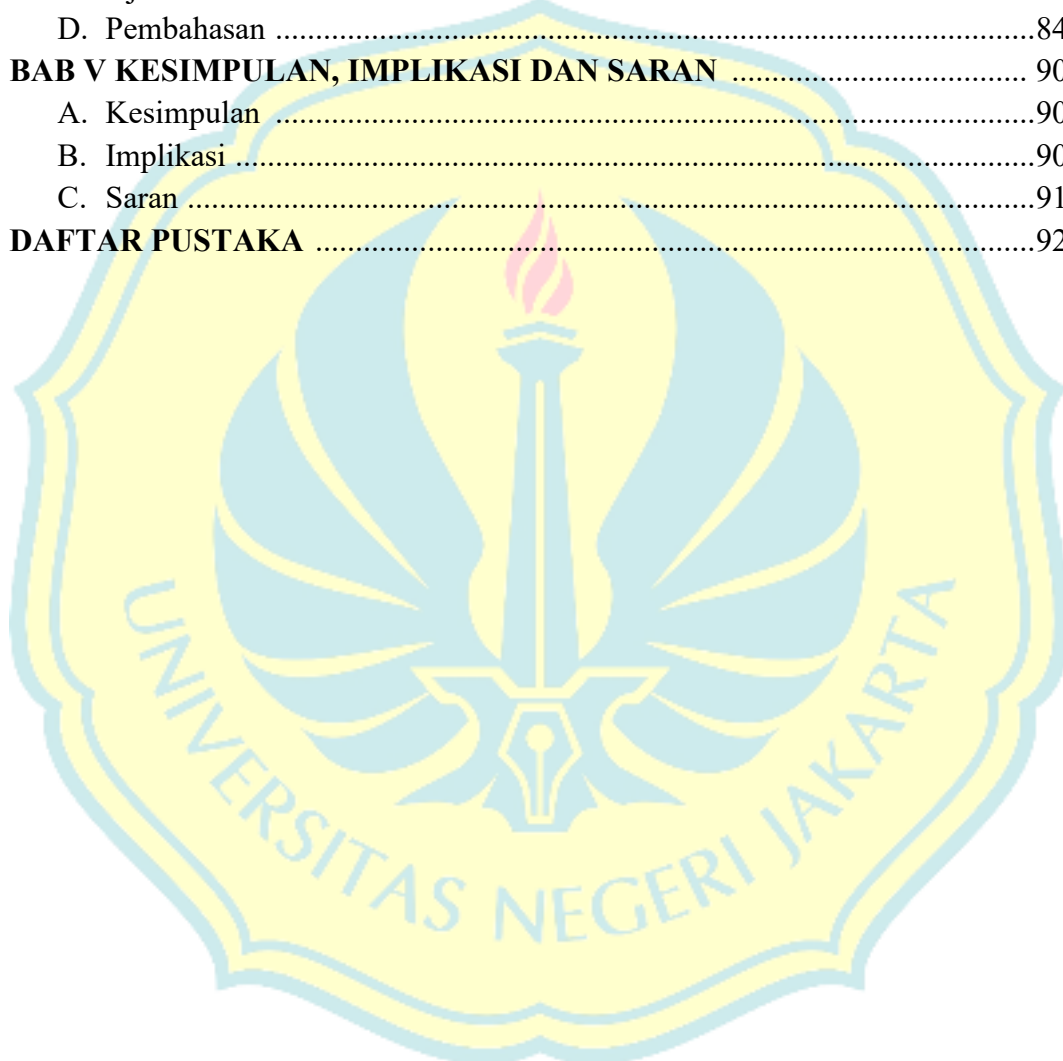 D. Pembahasan ................................................................................................84
BAB V KESIMPULAN, IMPLIKASI DAN SARAN ..................................... 90
A. Kesimpulan ................................................................................................90
B. Implikasi .....................................................................................................90
C. Saran ...........................................................................................................91
DAFTAR PUSTAKA ...........................................................................................92
UNIVERSITAS NEGERI JAKARTA